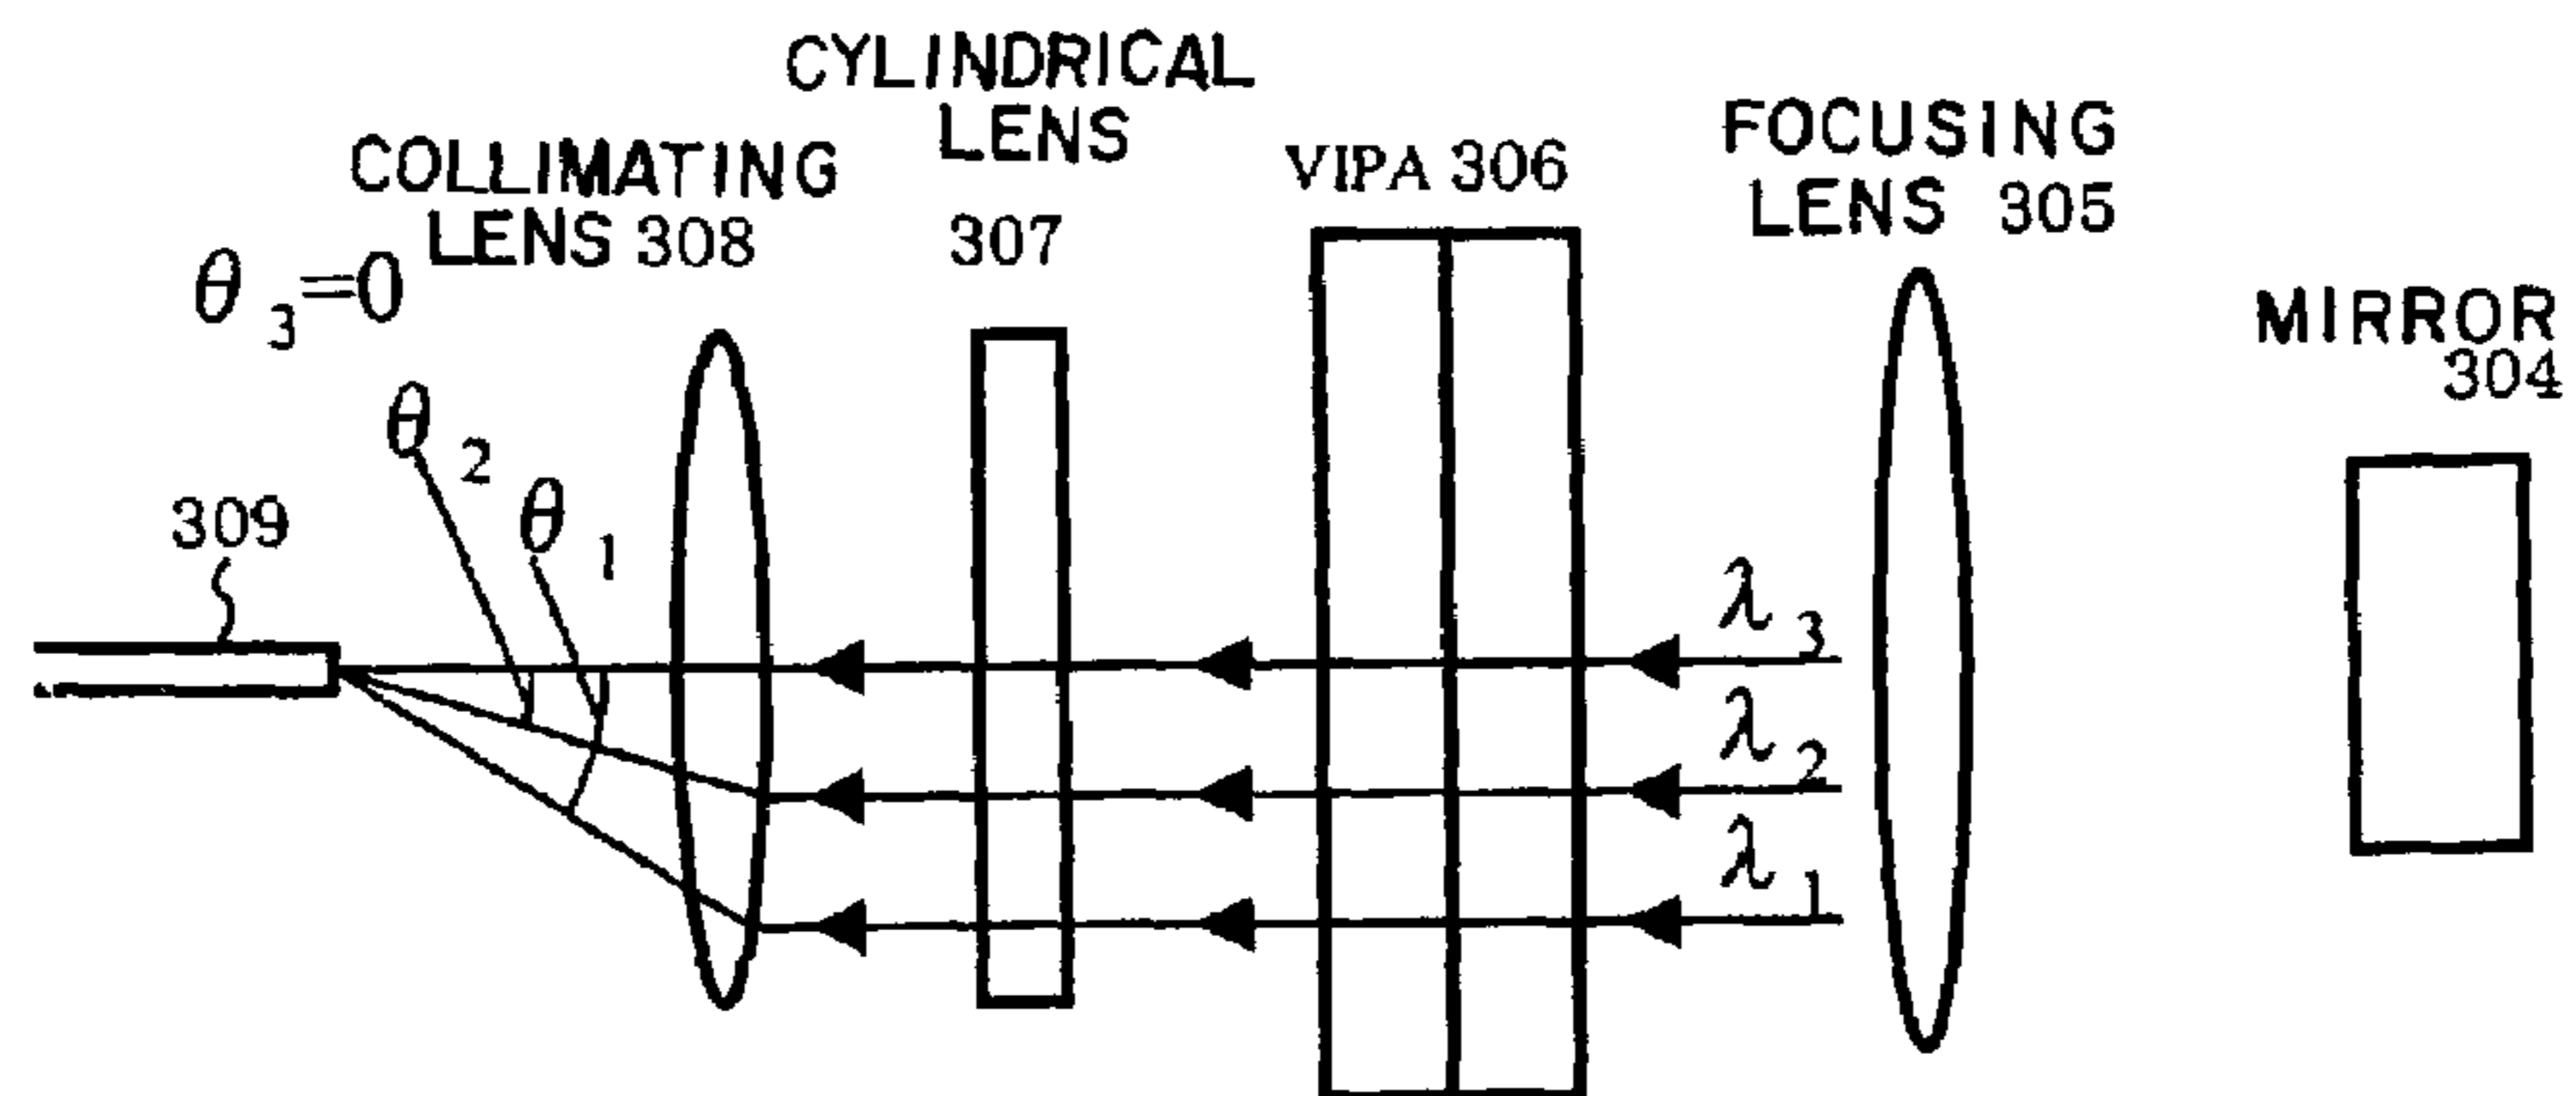 CYLINDRICAL
LENS
307
COLLIMATING
LENS 308
VIPA 306
FOCUSING
LENS 305
MIRROR
304
θ3=0
θ2
θ1
309
λ3
λ2
λ1